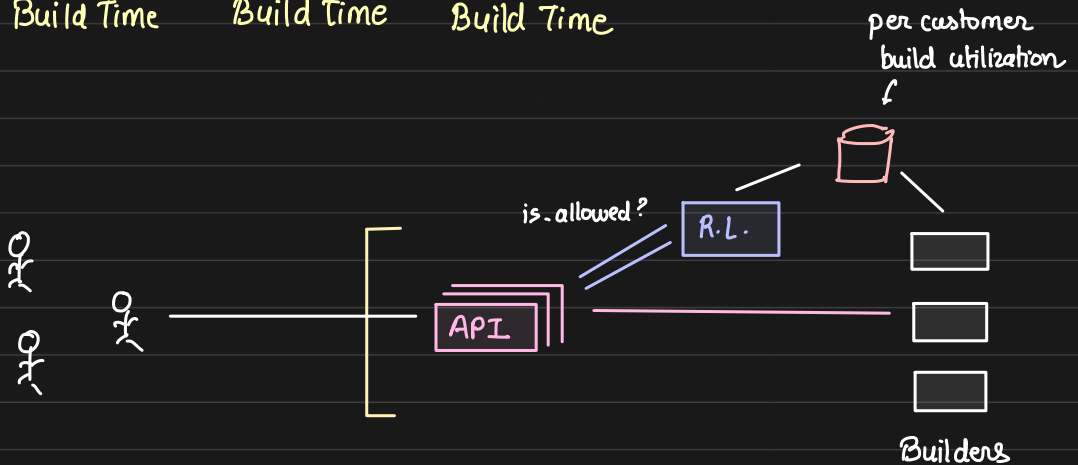 Build Time
Build Time
Build Time
per customer
build utilization
is_allowed?
R.L.
API
Builders